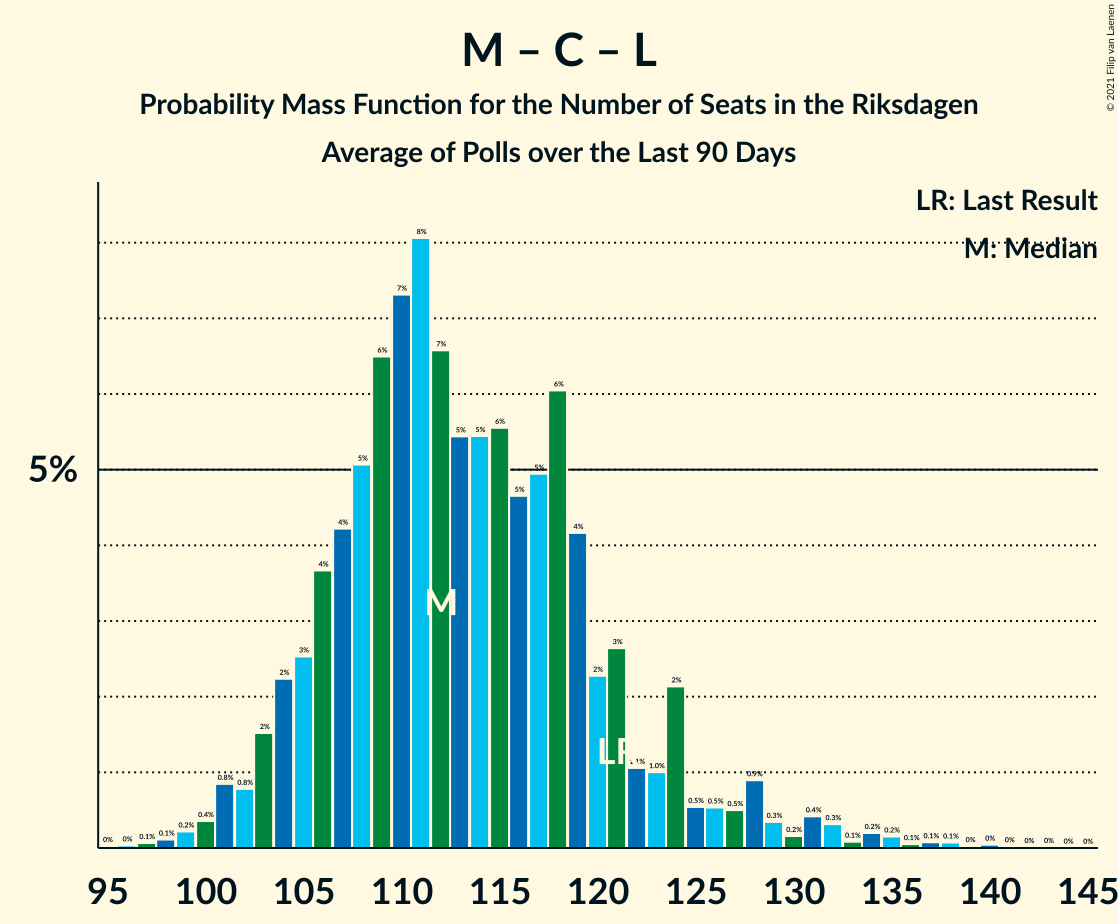 M – C – L
Probability Mass Function for the Number of Seats in the Riksdagen
Average of Polls over the Last 90 Days
© 2021 Filip van Laenen
LR: Last Result
M: Median
5%
0% 0% 0.1% 0.1% 0.2% 0.4% 0.8% 0.8% 2% 2% 3% 4% 4% 5% 6% 7% 8% 7% 5% 5% 6% 5% 5% 6% 4% 2% 3% 1% 1.0% 2% 0.5% 0.5% 0.5% 0.9% 0.3% 0.2% 0.4% 0.3% 0.1% 0.2% 0.2% 0.1% 0.1% 0.1% 0% 0% 0% 0% 0% 0% 0%
M
LR
95 100 105 110 115 120 125 130 135 140 145